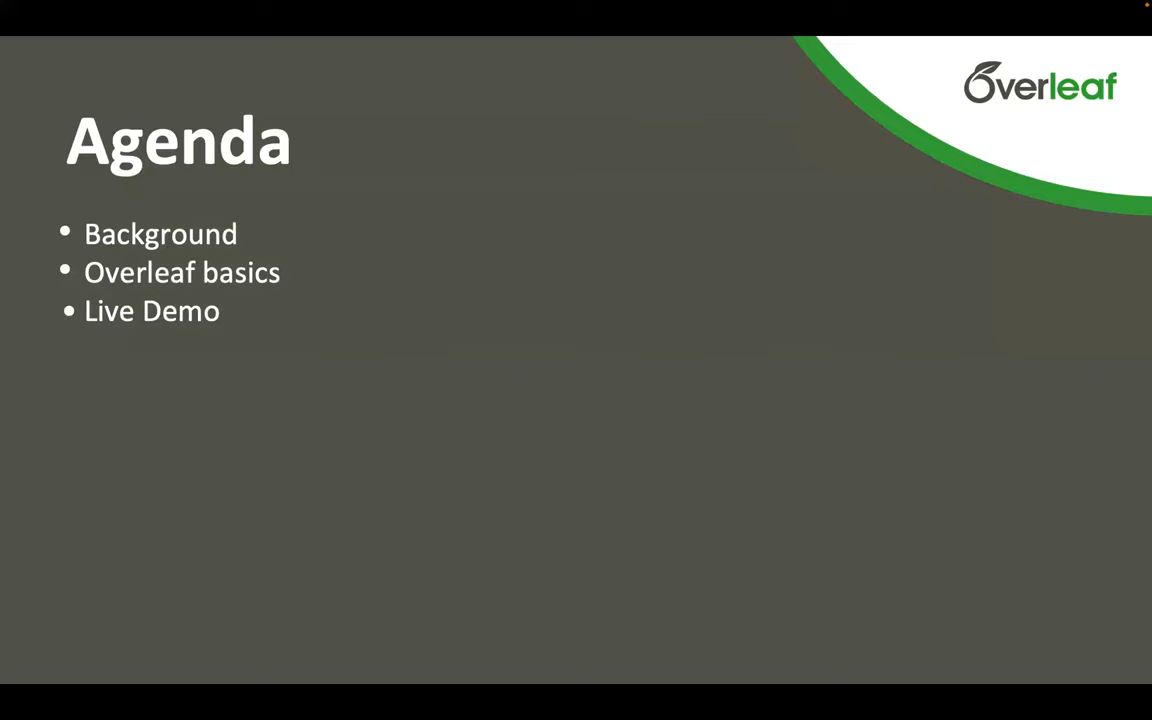 Overleaf
Agenda
• Background
• Overleaf basics
• Live Demo